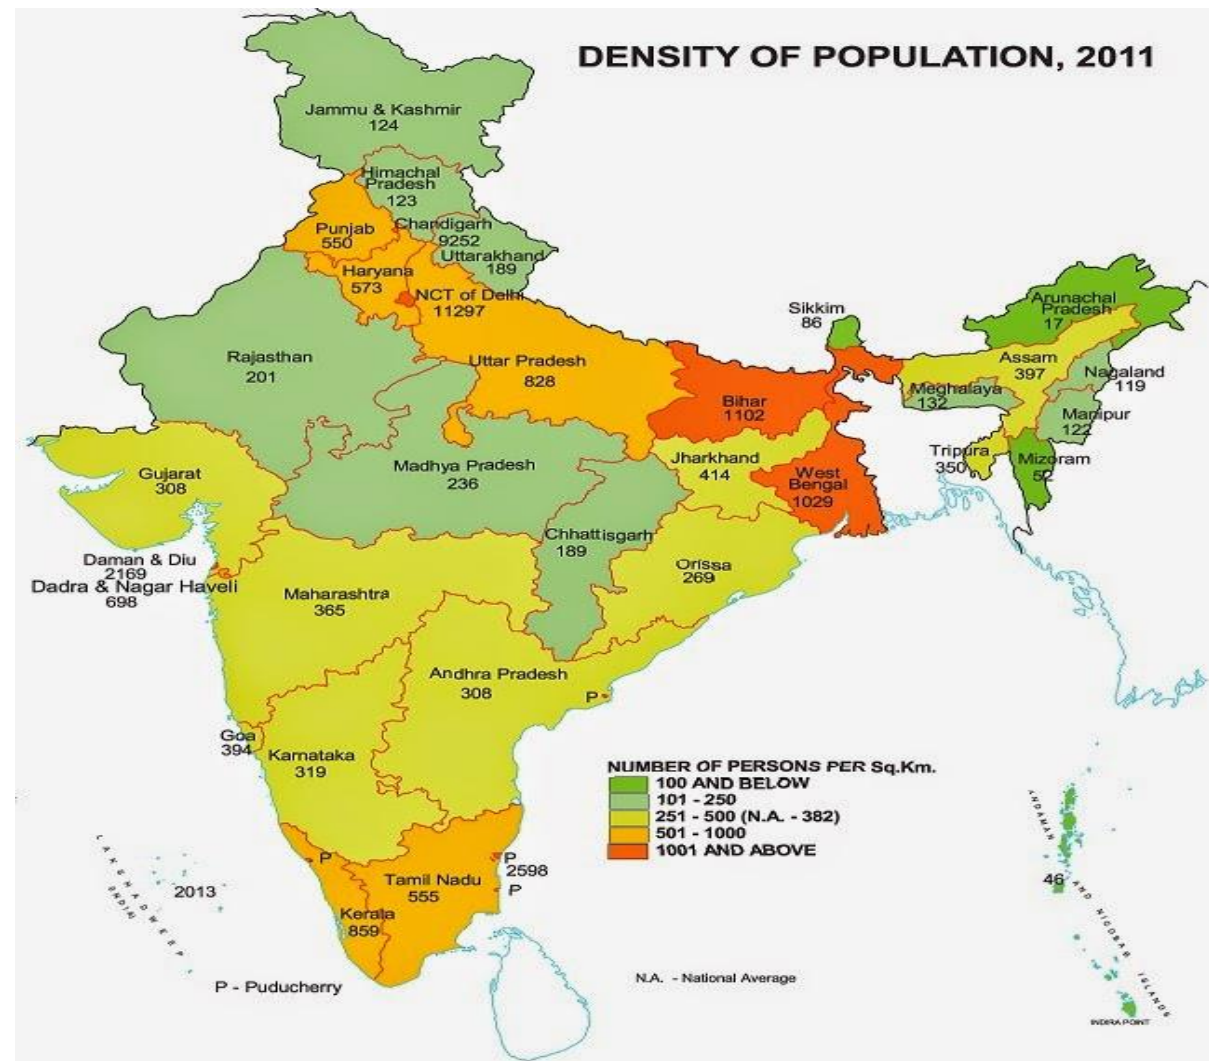 DENSITY OF POPULATION, 2011
Jammu & Kashmir
124
Himachal
Pradesh
123
Punjab
550
Chandigarh
9252
Uttarakhand
189
Haryana
573
NCT of Delhi
11297
Rajasthan
201
Uttar Pradesh
828
Sikkim
86
Arunachal
Pradesh
17
Assam
397
Nagaland
119
Meghalaya
132
Manipur
122
Bihar
1102
Tripura
350
Mizoram
52
Gujarat
308
Madhya Pradesh
236
Jharkhand
414
West
Bengal
1029
Chhattisgarh
189
Orissa
269
Daman & Diu
2169
Dadra & Nagar Haveli
698
Maharashtra
365
Andhra Pradesh
308
P
Goa
394
Karnataka
319
NUMBER OF PERSONS PER Sq.Km.
100 AND BELOW
101 - 250
251 - 500 (N.A. - 382)
501 - 1000
1001 AND ABOVE
P
P
2598
P
Tamil Nadu
555
Kerala
859
2013
(INDIA)
46
ANDAMAN
AND NICOBAR ISLANDS
INDIRA POINT
P - Puducherry
N.A. - National Average